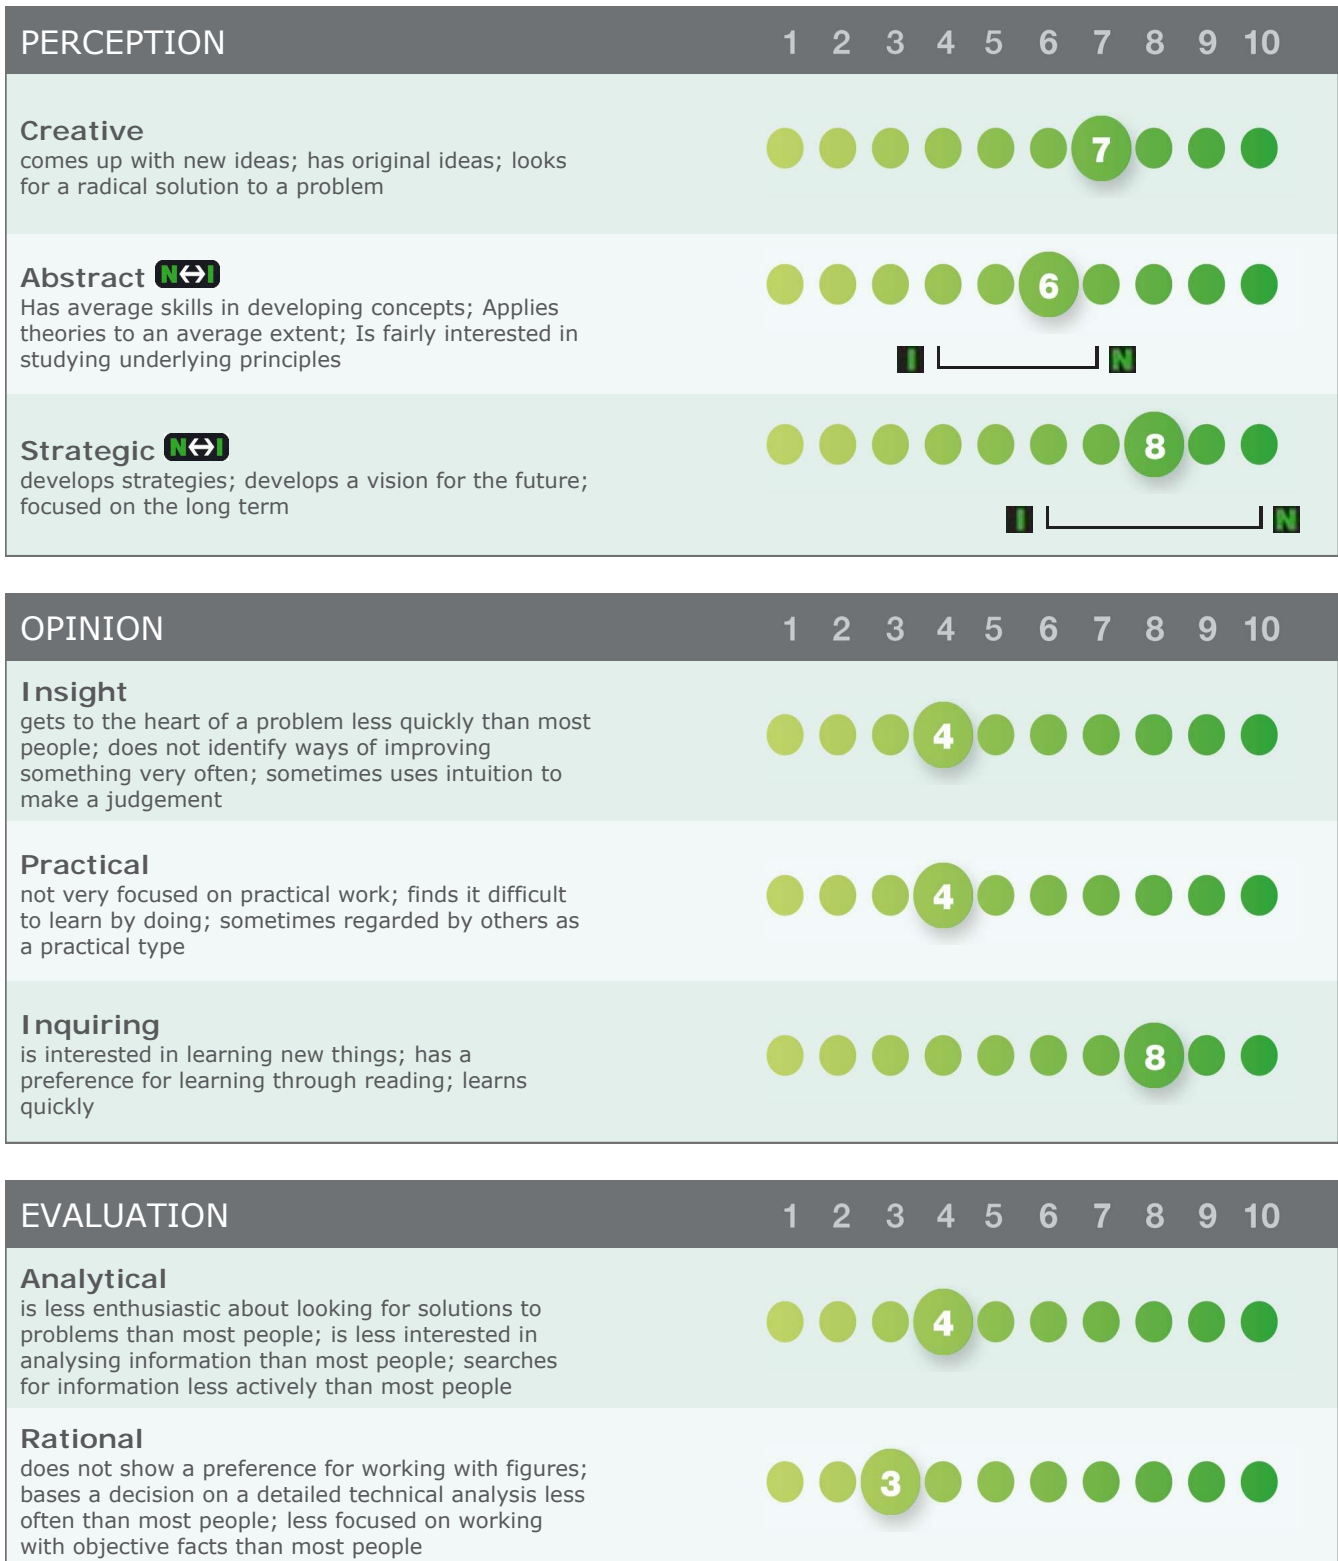 PERCEPTION 1 2 3 4 5 6 7 8 9 10
Creative
comes up with new ideas; has original ideas; looks
for a radical solution to a problem
7
Abstract N↔I
Has average skills in developing concepts; Applies
theories to an average extent; Is fairly interested in
studying underlying principles
6
I N
Strategic N↔I
develops strategies; develops a vision for the future;
focused on the long term
8
I N
OPINION 1 2 3 4 5 6 7 8 9 10
Insight
gets to the heart of a problem less quickly than most
people; does not identify ways of improving
something very often; sometimes uses intuition to
make a judgement
4
Practical
not very focused on practical work; finds it difficult
to learn by doing; sometimes regarded by others as
a practical type
4
Inquiring
is interested in learning new things; has a
preference for learning through reading; learns
quickly
8
EVALUATION 1 2 3 4 5 6 7 8 9 10
Analytical
is less enthusiastic about looking for solutions to
problems than most people; is less interested in
analysing information than most people; searches
for information less actively than most people
4
Rational
does not show a preference for working with figures;
bases a decision on a detailed technical analysis less
often than most people; less focused on working
with objective facts than most people
3